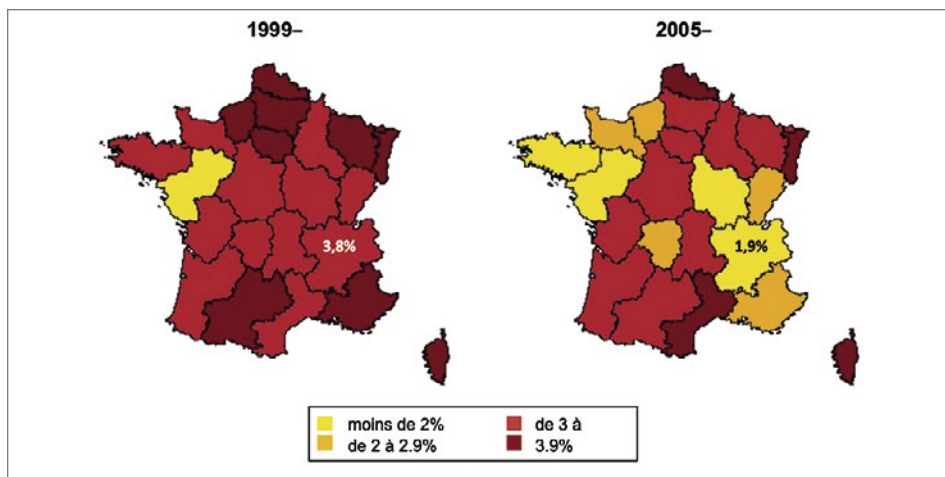 1999–
2005–
3,8%
1,9%
moins de 2%
de 3 à
de 2 à 2.9%
3.9%